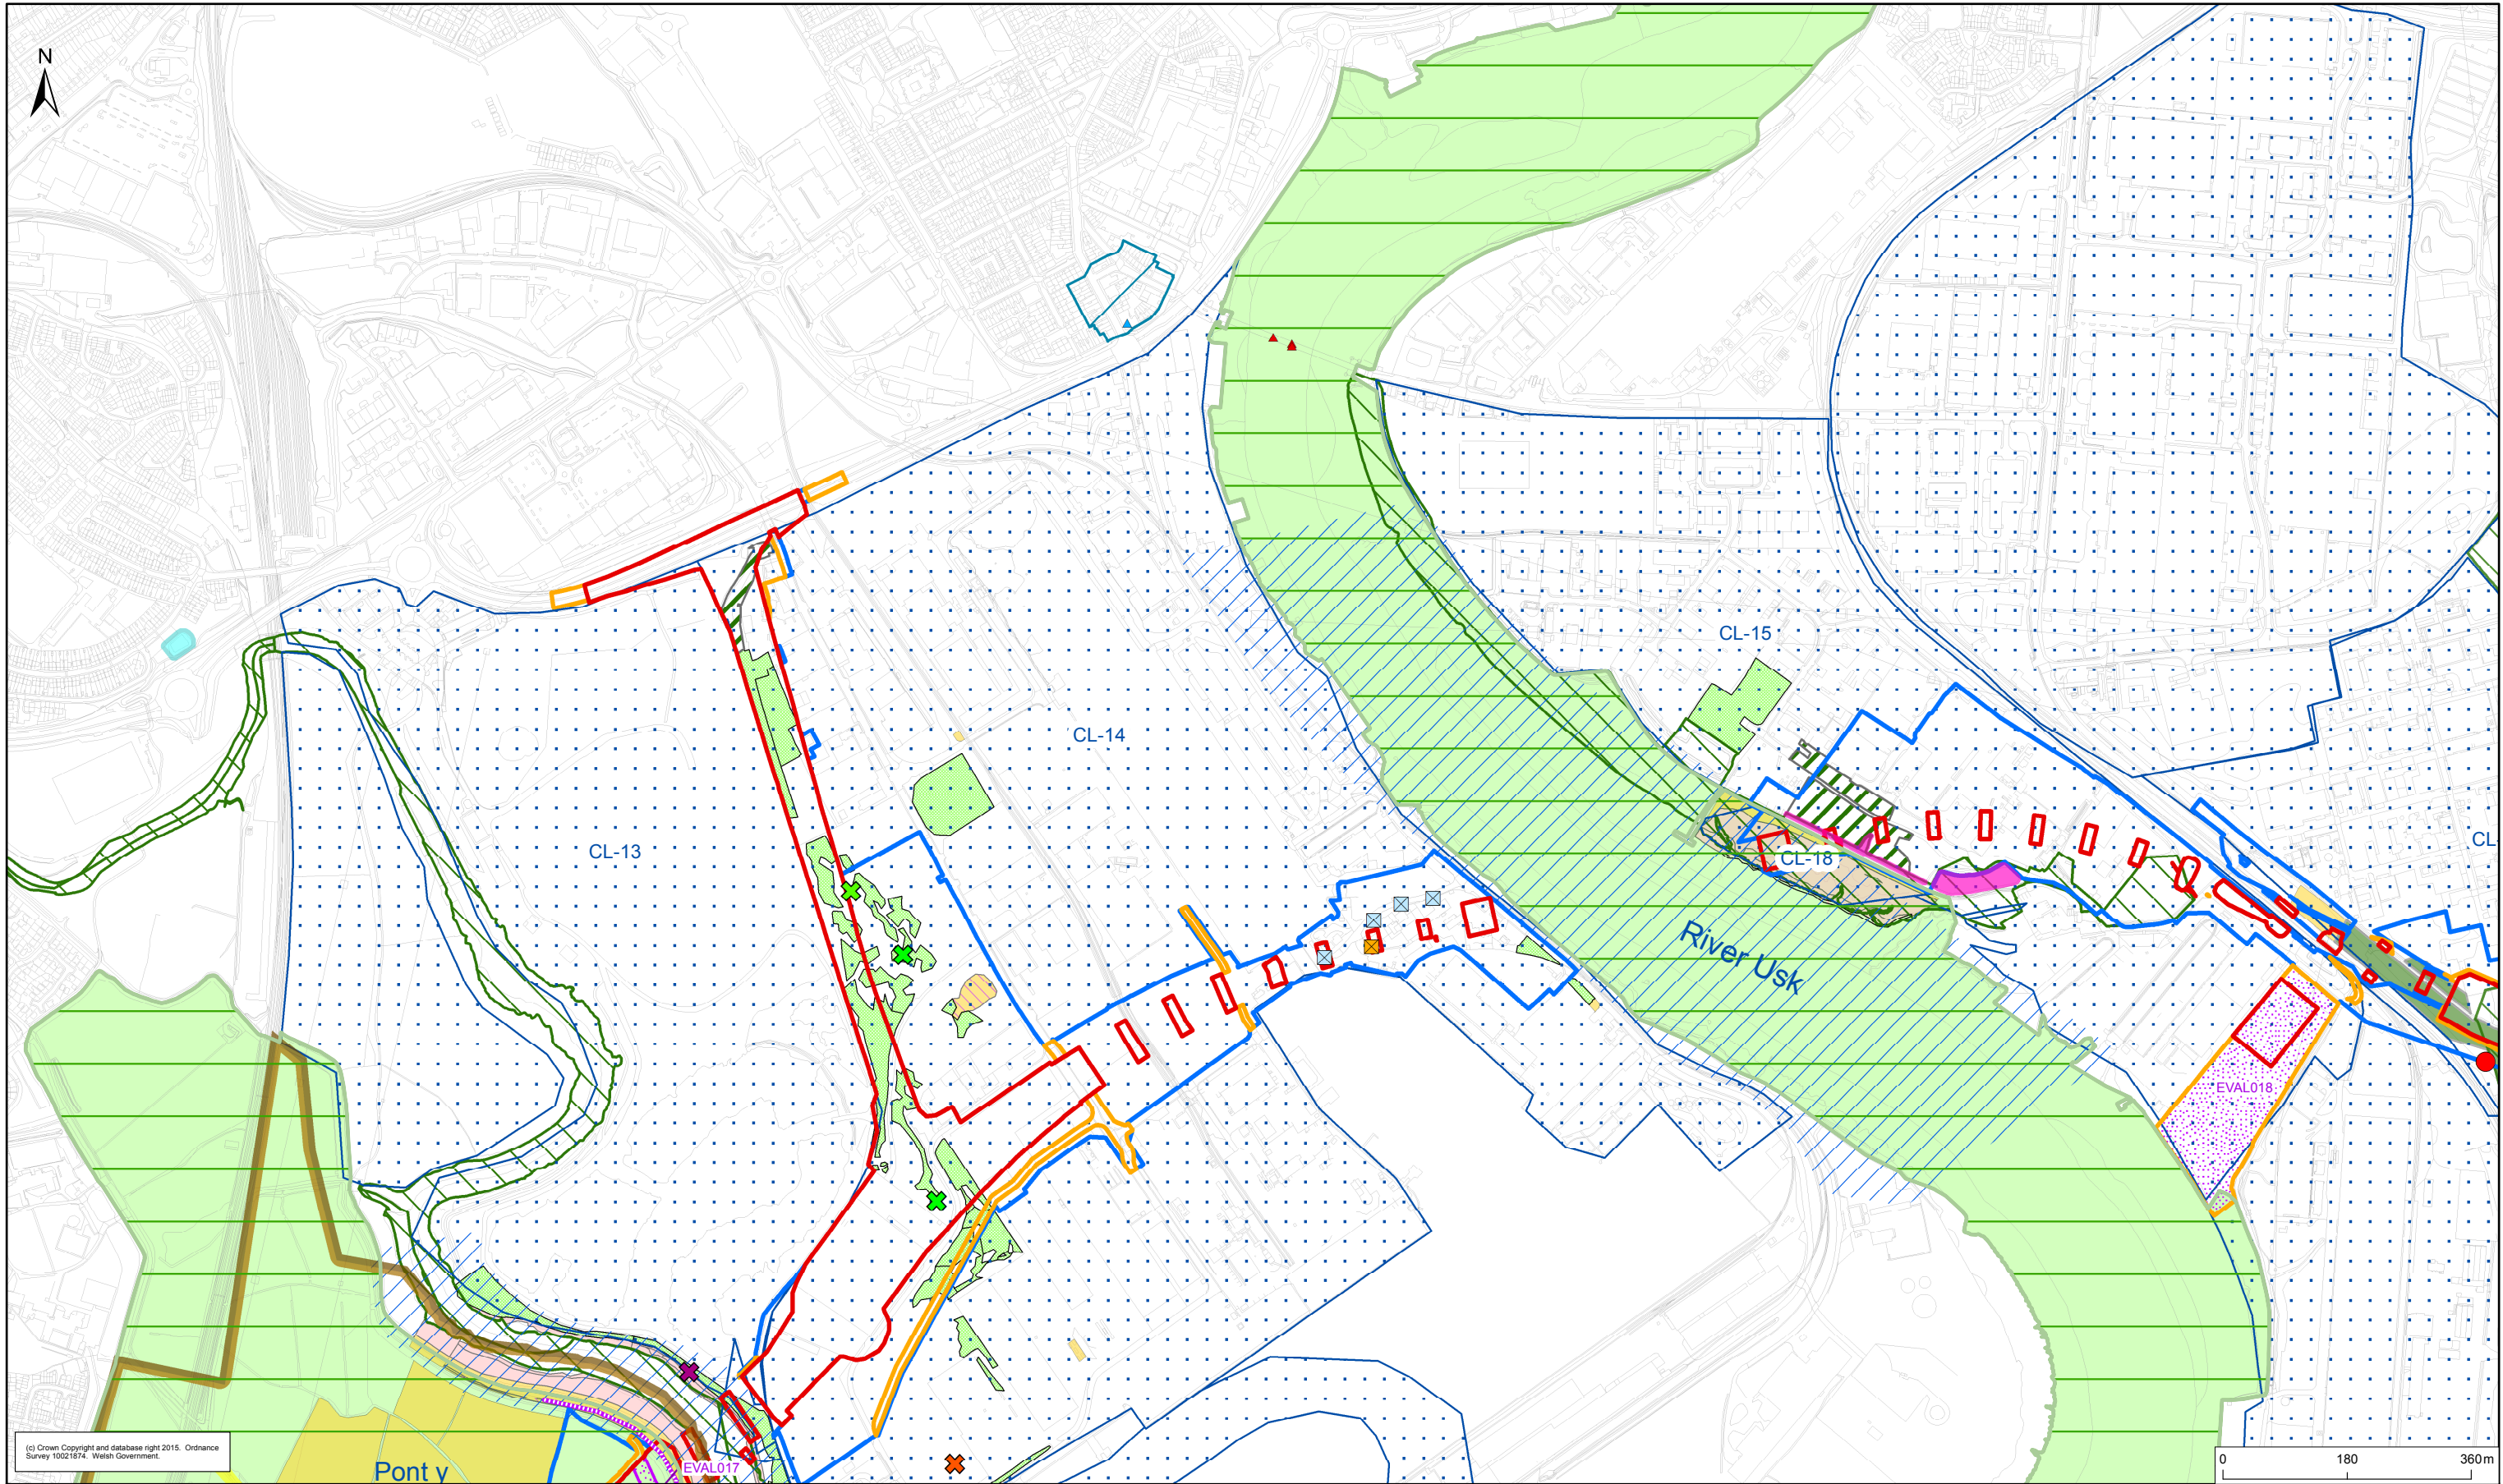 N
CL-15
CL-14
CL-13
CL-18
CL
River Usk
EVAL018
(c) Crown Copyright and database right 2015. Ordnance
Survey 10021874. Welsh Government.
Pont y
EVAL017
0 180 360m